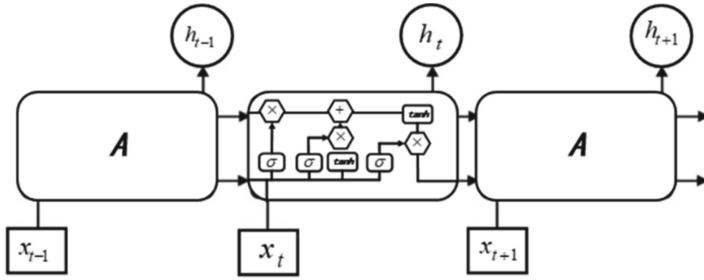 h_{t-1} h_t h_{t+1}
× + tanh
A × × A
σ σ tanh σ
x_{t-1} x_t x_{t+1}